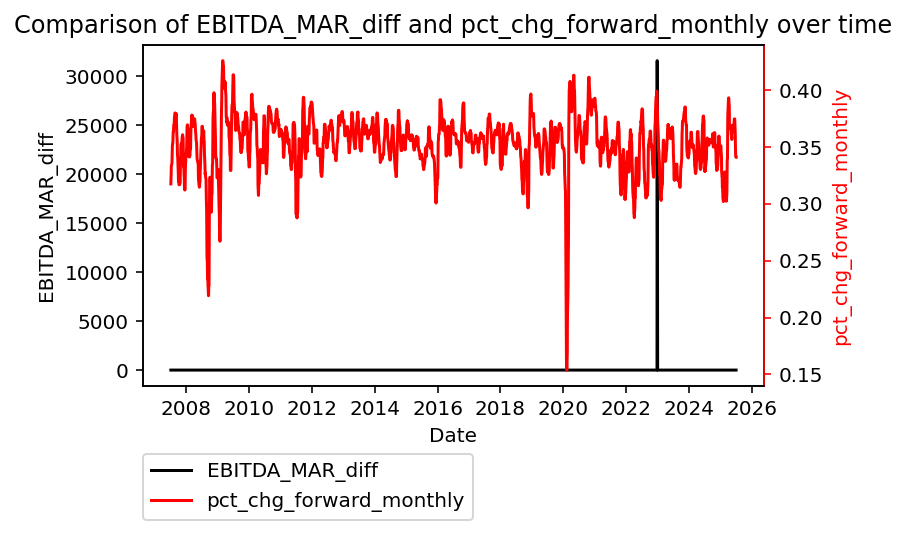 Comparison of EBITDA_MAR_diff and pct_chg_forward_monthly over time
EBITDA_MAR_diff
30000
25000
20000
15000
10000
5000
0
0.40
0.35
0.30
0.25
0.20
0.15
pct_chg_forward_monthly
2008 2010 2012 2014 2016 2018 2020 2022 2024 2026
Date
EBITDA_MAR_diff
pct_chg_forward_monthly